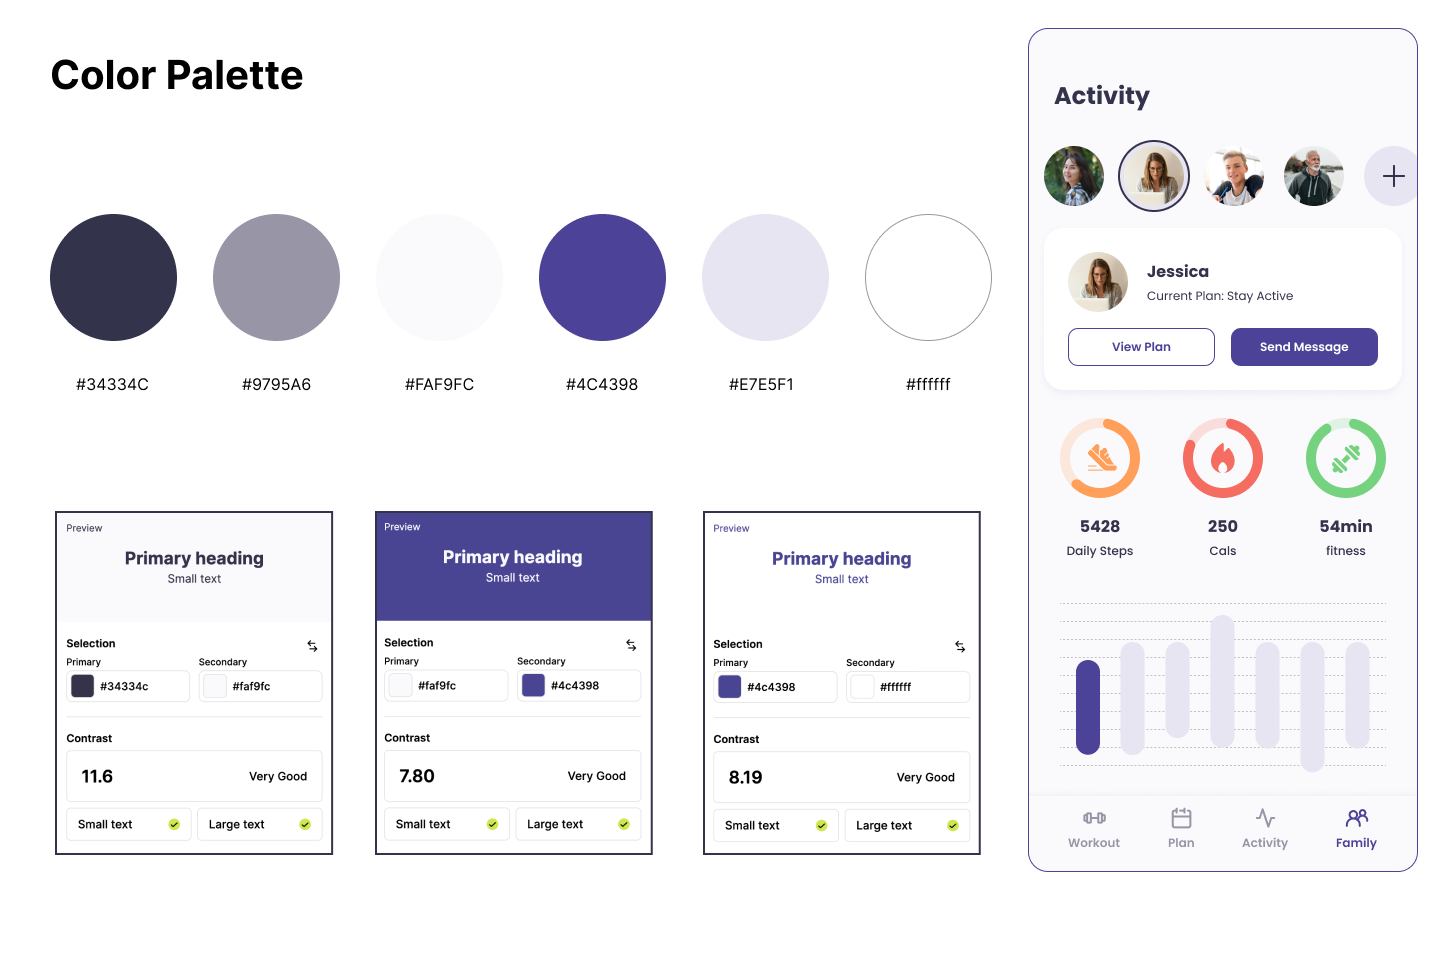 Color Palette
#34334C
#9795A6
#FAF9FC
#4C4398
#E7E5F1
#ffffff
Preview
Primary heading
Small text
Selection
Primary
Secondary
#34334c
#faf9fc
Contrast
11.6
Very Good
Small text
Large text
Preview
Primary heading
Small text
Selection
Primary
Secondary
#faf9fc
#4c4398
Contrast
7.80
Very Good
Small text
Large text
Preview
Primary heading
Small text
Selection
Primary
Secondary
#4c4398
#ffffff
Contrast
8.19
Very Good
Small text
Large text
Activity
Jessica
Current Plan: Stay Active
View Plan
Send Message
5428
Daily Steps
250
Cals
54min
fitness
Workout
Plan
Activity
Family